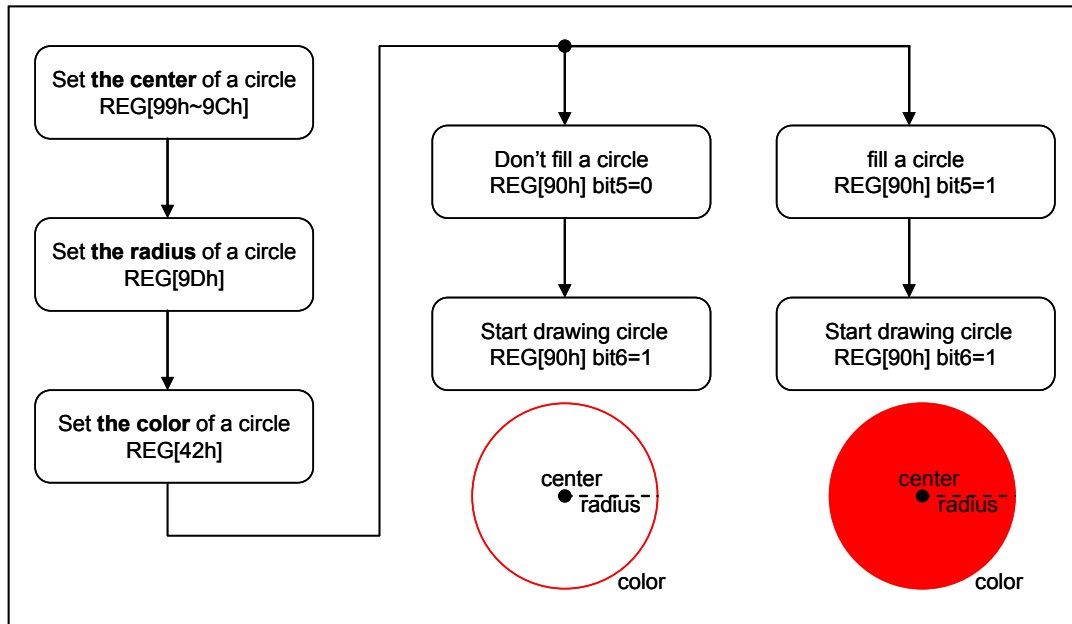 Set the center of a circle
REG[99h~9Ch]
Set the radius of a circle
REG[9Dh]
Set the color of a circle
REG[42h]
Don't fill a circle
REG[90h] bit5=0
Start drawing circle
REG[90h] bit6=1
center
radius
color
fill a circle
REG[90h] bit5=1
Start drawing circle
REG[90h] bit6=1
center
radius
color